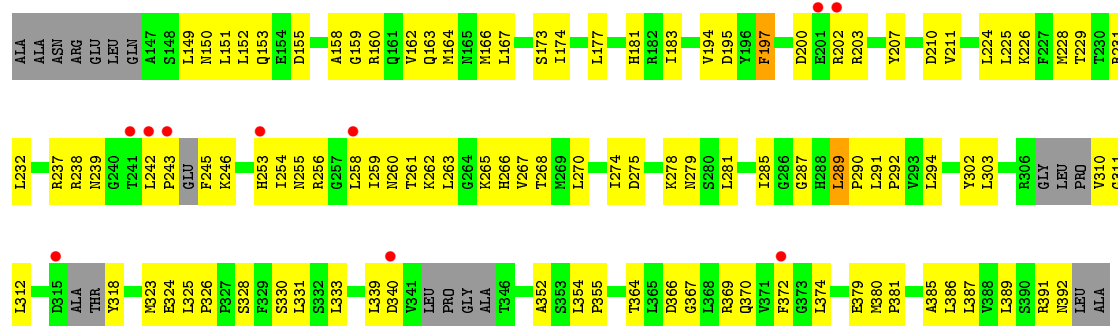 ALA ALA ASN ARG GLU LEU GLN A147 S148 L149 N150 L151 L152 Q153 E154 D155 A158 G159 R160 Q161 V162 Q163 M164 N165 M166 L167 S173 I174 L177 H181 R182 I183 V194 D195 Y196 F197 D200 E201 R202 R203 Y207 D210 V211 L224 L225 K226 F227 M228 T229 T230 R231
L232 R237 R238 N239 G240 T241 L242 P243 GLU F245 K246 H253 I254 N255 R256 G257 L258 I259 N260 T261 K262 L263 G264 K265 H266 V267 T268 M269 L270 I274 D275 K278 N279 S280 L281 I285 G286 G287 H288 L289 P290 L291 P292 V293 L294 Y302 L303 R306 GLY LEU PRO V310 G311
L312 D315 ALA THR Y318 M323 E324 L325 P326 P327 S328 F329 S330 L331 S332 L333 L339 D340 V341 LEU PRO GLY ALA T346 A352 S353 L354 P355 T364 L365 D366 G367 L368 R369 Q370 V371 F372 G373 L374 E379 M380 P381 A385 L386 L387 V388 L389 S390 R391 N392 LEU ALA